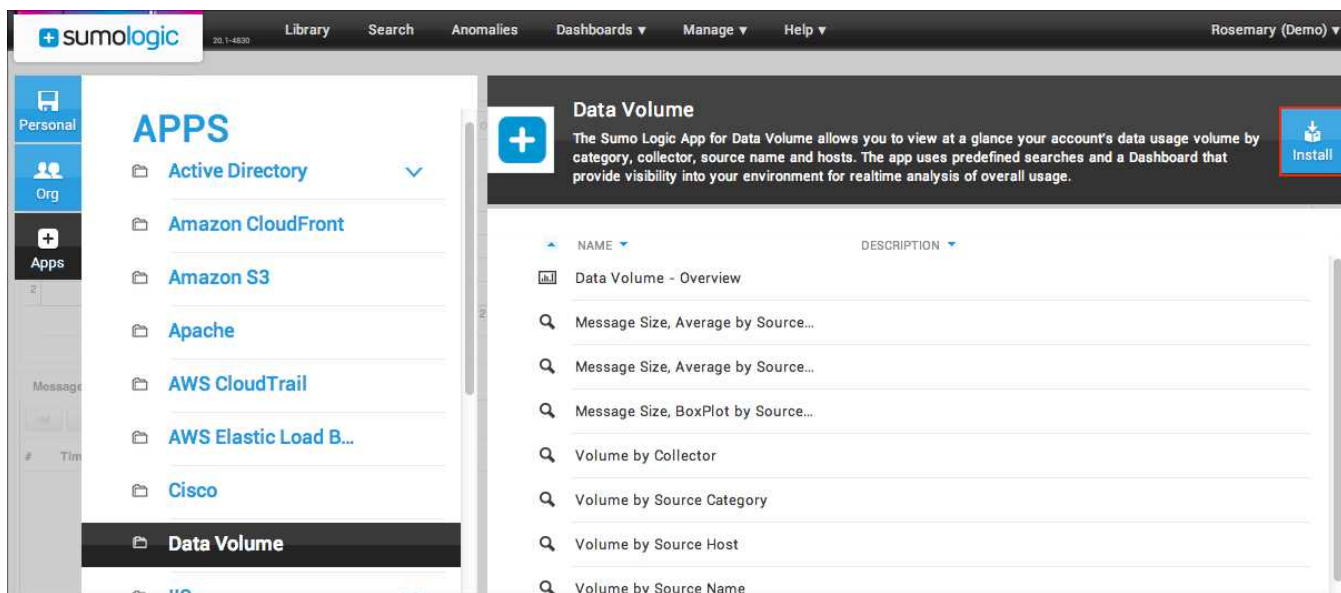 sumologic
20.1-4830
Library Search Anomalies Dashboards Manage Help
Rosemary (Demo)
Personal
Org
Apps
APPS
Active Directory
Amazon CloudFront
Amazon S3
Apache
AWS CloudTrail
AWS Elastic Load B...
Cisco
Data Volume
Data Volume
The Sumo Logic App for Data Volume allows you to view at a glance your account's data usage volume by
category, collector, source name and hosts. The app uses predefined searches and a Dashboard that
provide visibility into your environment for realtime analysis of overall usage.
Install
NAME DESCRIPTION
Data Volume - Overview
Message Size, Average by Source...
Message Size, Average by Source...
Message Size, BoxPlot by Source...
Volume by Collector
Volume by Source Category
Volume by Source Host
Volume by Source Name
2
2
Message
# Tim